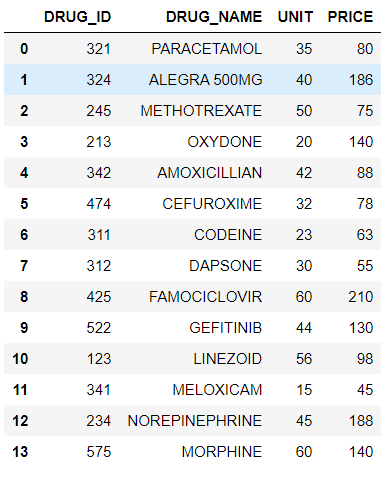 DRUG_ID DRUG_NAME UNIT PRICE
0 321 PARACETAMOL 35 80
1 324 ALEGRA 500MG 40 186
2 245 METHOTREXATE 50 75
3 213 OXYDONE 20 140
4 342 AMOXICILLIAN 42 88
5 474 CEFUROXIME 32 78
6 311 CODEINE 23 63
7 312 DAPSONE 30 55
8 425 FAMOCICLOVIR 60 210
9 522 GEFITINIB 44 130
10 123 LINEZOID 56 98
11 341 MELOXICAM 15 45
12 234 NOREPINEPHRINE 45 188
13 575 MORPHINE 60 140